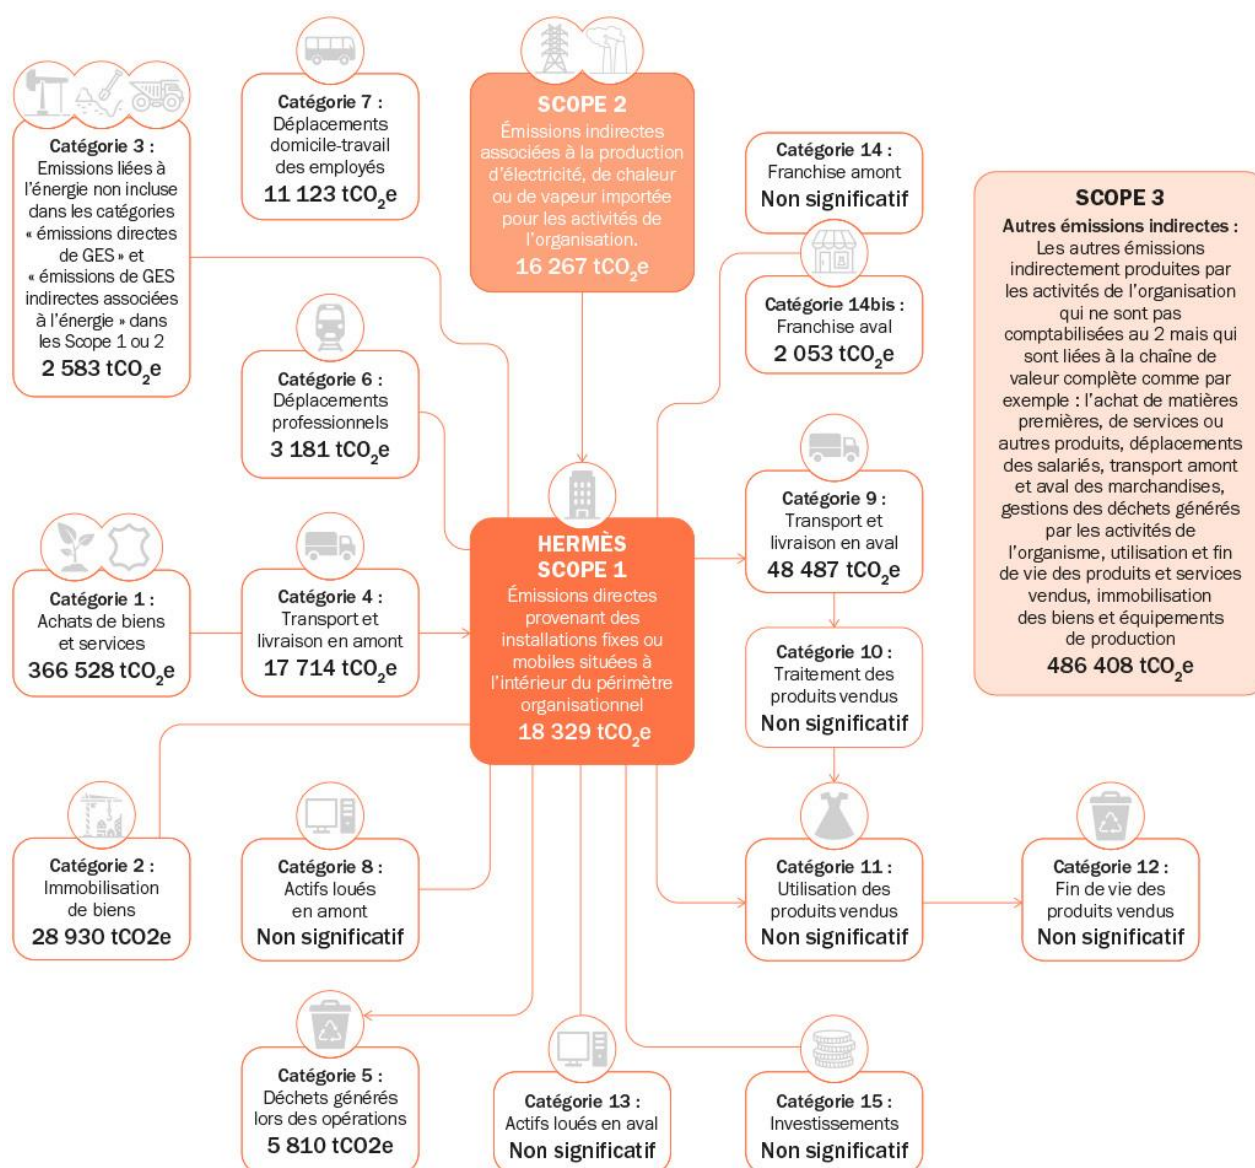 Catégorie 3 :
Emissions liées à
l'énergie non incluse
dans les catégories
« émissions directes
de GES » et
« émissions de GES
indirectes associées
à l'énergie » dans
les Scope 1 ou 2
2 583 tCO₂e
Catégorie 7 :
Déplacements
domicile-travail
des employés
11 123 tCO₂e
SCOPE 2
Émissions indirectes
associées à la production
d'électricité, de chaleur
ou de vapeur importée
pour les activités de
l'organisation.
16 267 tCO₂e
Catégorie 14 :
Franchise amont
Non significatif
Catégorie 14bis :
Franchise aval
2 053 tCO₂e
SCOPE 3
Autres émissions indirectes :
Les autres émissions
indirectement produites par
les activités de l'organisation
qui ne sont pas
comptabilisées au 2 mais qui
sont liées à la chaîne de
valeur complète comme par
exemple : l'achat de matières
premières, de services ou
autres produits, déplacements
des salariés, transport amont
et aval des marchandises,
gestions des déchets générés
par les activités de
l'organisme, utilisation et fin
de vie des produits et services
vendus, immobilisation
des biens et équipements
de production
486 408 tCO₂e
Catégorie 6 :
Déplacements
professionnels
3 181 tCO₂e
Catégorie 1 :
Achats de biens
et services
366 528 tCO₂e
Catégorie 4 :
Transport et
livraison en amont
17 714 tCO₂e
HERMÈS
SCOPE 1
Émissions directes
provenant des
installations fixes ou
mobiles situées à
l'intérieur du périmètre
organisationnel
18 329 tCO₂e
Catégorie 9 :
Transport et
livraison en aval
48 487 tCO₂e
Catégorie 10 :
Traitement des
produits vendus
Non significatif
Catégorie 2 :
Immobilisation
de biens
28 930 tCO2e
Catégorie 8 :
Actifs loués
en amont
Non significatif
Catégorie 11 :
Utilisation des
produits vendus
Non significatif
Catégorie 12 :
Fin de vie des
produits vendus
Non significatif
Catégorie 5 :
Déchets générés
lors des opérations
5 810 tCO2e
Catégorie 13 :
Actifs loués en aval
Non significatif
Catégorie 15 :
Investissements
Non significatif